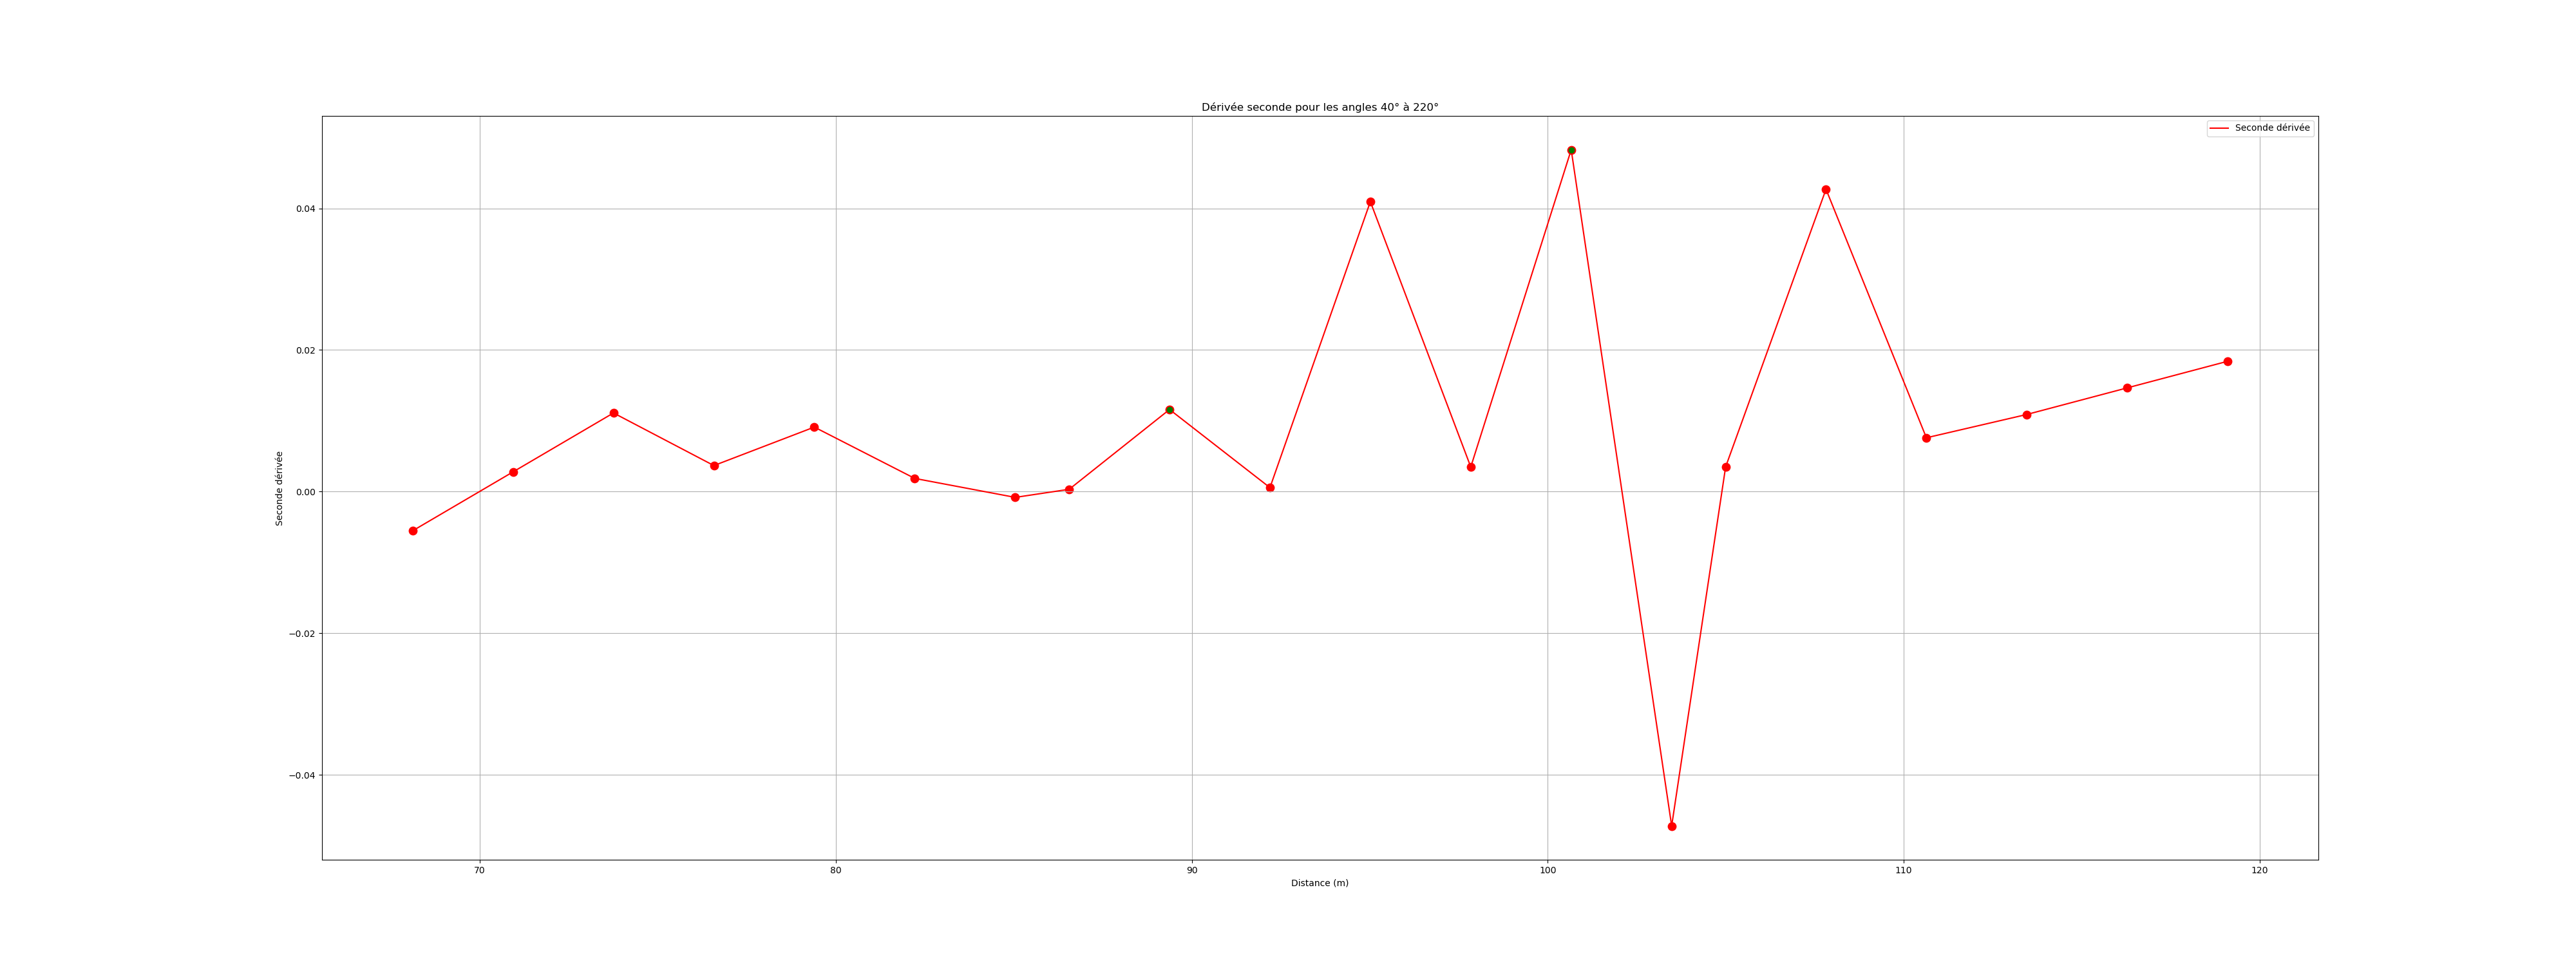 Dérivée seconde pour les angles 40° à 220°
Seconde dérivée
0.04
0.02
0.00
−0.02
−0.04
Seconde dérivée
70 80 90 100 110 120
Distance (m)